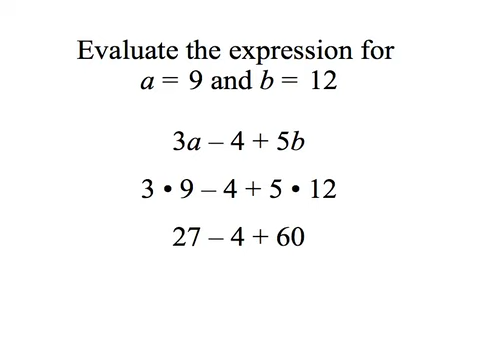 Evaluate the expression for
a = 9 and b = 12
3a – 4 + 5b
3 • 9 – 4 + 5 • 12
27 – 4 + 60